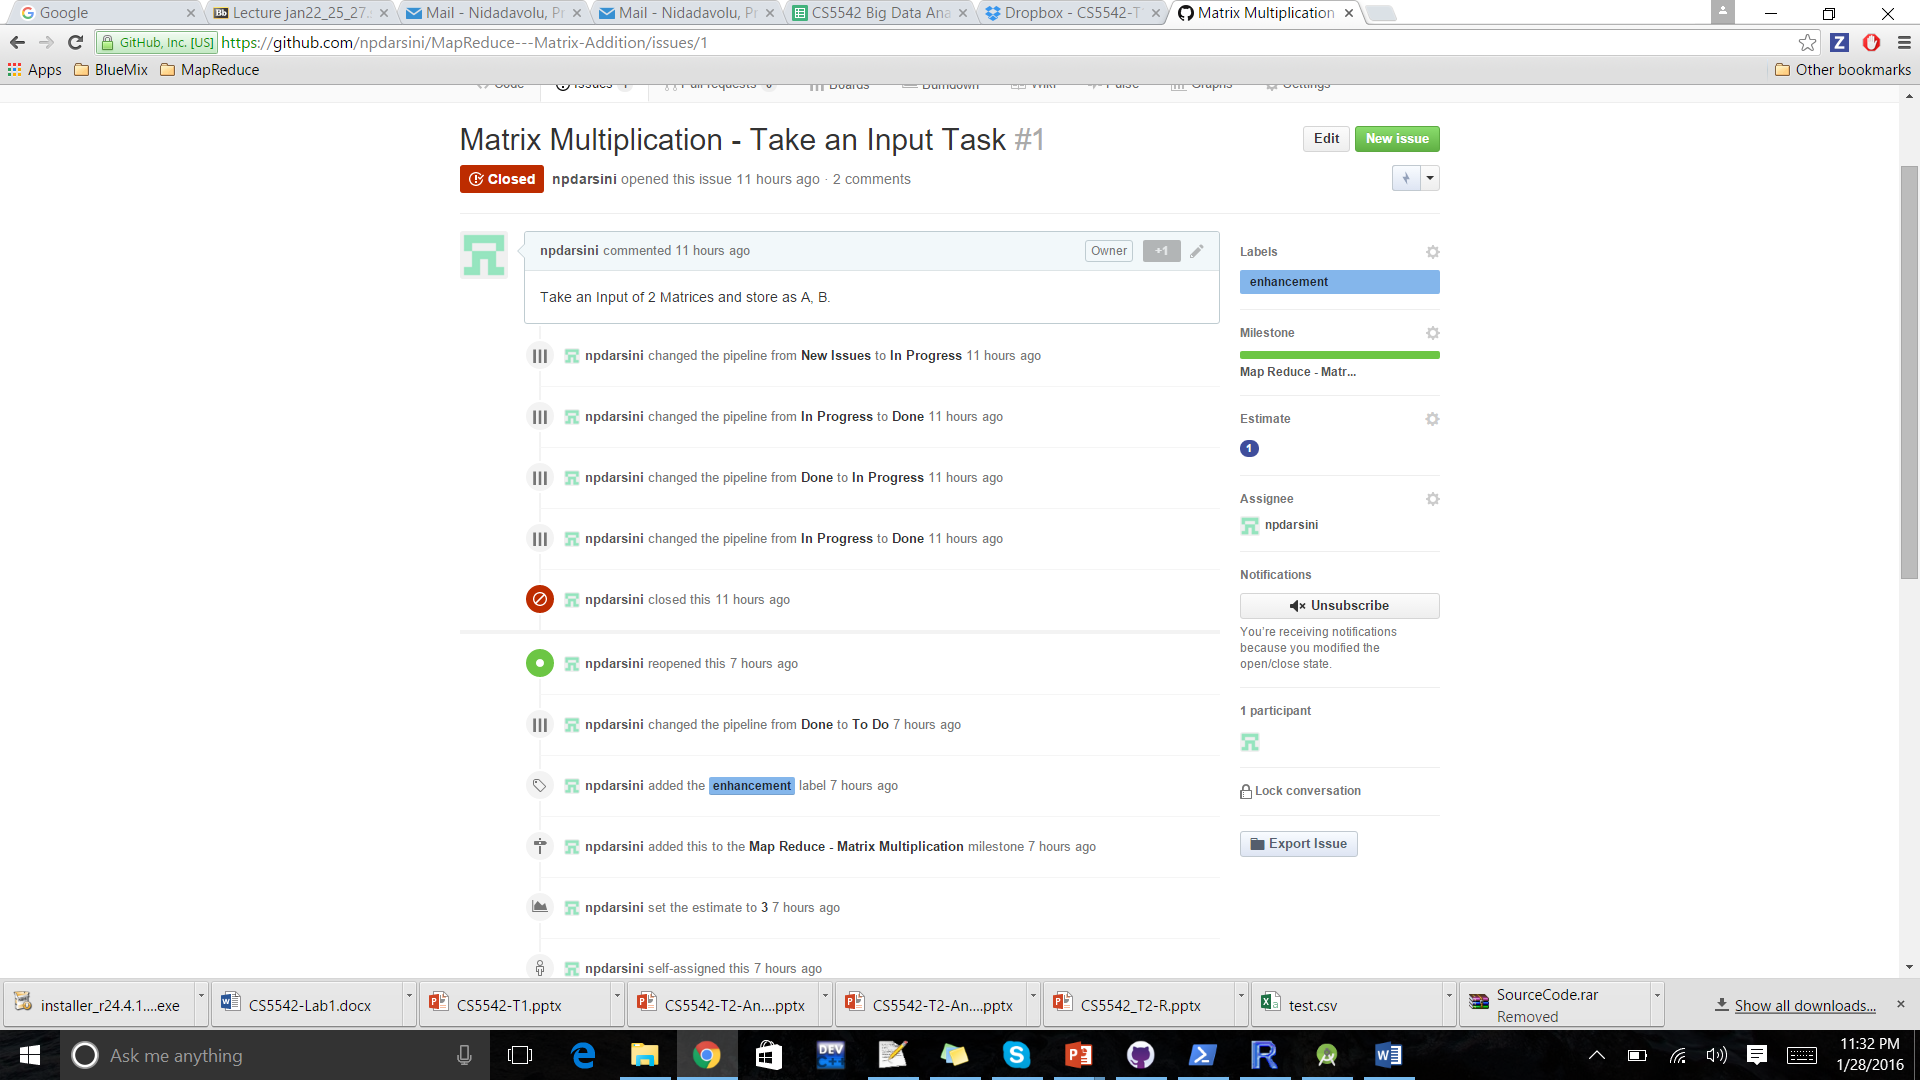 Google
Lecture jan22_25_27.
Mail - Nidadavolu, Pr
Mail - Nidadavolu, Pr
CS5542 Big Data Ana
Dropbox - CS5542-T
Matrix Multiplication
GitHub, Inc. [US] https://github.com/npdarsini/MapReduce---Matrix-Addition/issues/1
Apps BlueMix MapReduce Other bookmarks
Code Issues Pull requests Boards Burndown Wiki Pulse Graphs Settings
Matrix Multiplication - Take an Input Task #1
Edit New issue
Closed npdarsini opened this issue 11 hours ago · 2 comments
npdarsini commented 11 hours ago Owner +1
Take an Input of 2 Matrices and store as A, B.
npdarsini changed the pipeline from New Issues to In Progress 11 hours ago
npdarsini changed the pipeline from In Progress to Done 11 hours ago
npdarsini changed the pipeline from Done to In Progress 11 hours ago
npdarsini changed the pipeline from In Progress to Done 11 hours ago
npdarsini closed this 11 hours ago
npdarsini reopened this 7 hours ago
npdarsini changed the pipeline from Done to To Do 7 hours ago
npdarsini added the enhancement label 7 hours ago
npdarsini added this to the Map Reduce - Matrix Multiplication milestone 7 hours ago
npdarsini set the estimate to 3 7 hours ago
npdarsini self-assigned this 7 hours ago
Labels
enhancement
Milestone
Map Reduce - Matr...
Estimate
1
Assignee
npdarsini
Notifications
Unsubscribe
You're receiving notifications
because you modified the
open/close state.
1 participant
Lock conversation
Export Issue
installer_r24.4.1....exe
CS5542-Lab1.docx
CS5542-T1.pptx
CS5542-T2-An....pptx
CS5542-T2-An....pptx
CS5542_T2-R.pptx
test.csv
SourceCode.rar
Removed
Show all downloads...
Ask me anything
DEV
11:32 PM
1/28/2016